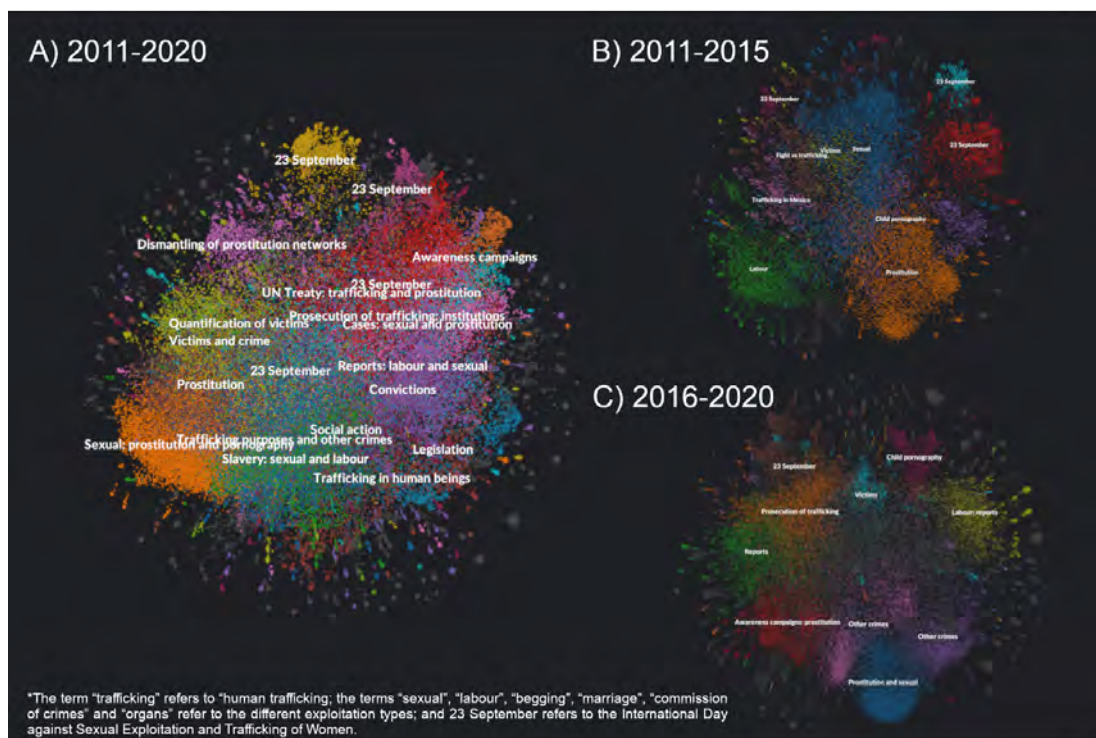 A) 2011-2020
23 September
23 September
Dismantling of prostitution networks
Awareness campaigns
23 September
UN Treaty: trafficking and prostitution
Prosecution of trafficking: institutions
Quantification of victims
Cases: sexual and prostitution
Victims and crime
23 September
Reports: labour and sexual
Prostitution
Convictions
Social action
Trafficking purposes and other crimes
Sexual: prostitution and pornography
Legislation
Slavery: sexual and labour
Trafficking in human beings
B) 2011-2015
23 September
23 September
23 September
Victims
Sexual
Fight vs trafficking
Trafficking in Mexico
Child pornography
Labour
Prostitution
C) 2016-2020
Child pornography
23 September
Victims
Prosecution of trafficking
Labour: reports
Reports
Awareness campaigns: prostitution
Other crimes
Other crimes
Prostitution and sexual
*The term "trafficking" refers to "human trafficking; the terms "sexual", "labour", "begging", "marriage", "commission
of crimes" and "organs" refer to the different exploitation types; and 23 September refers to the International Day
against Sexual Exploitation and Trafficking of Women.